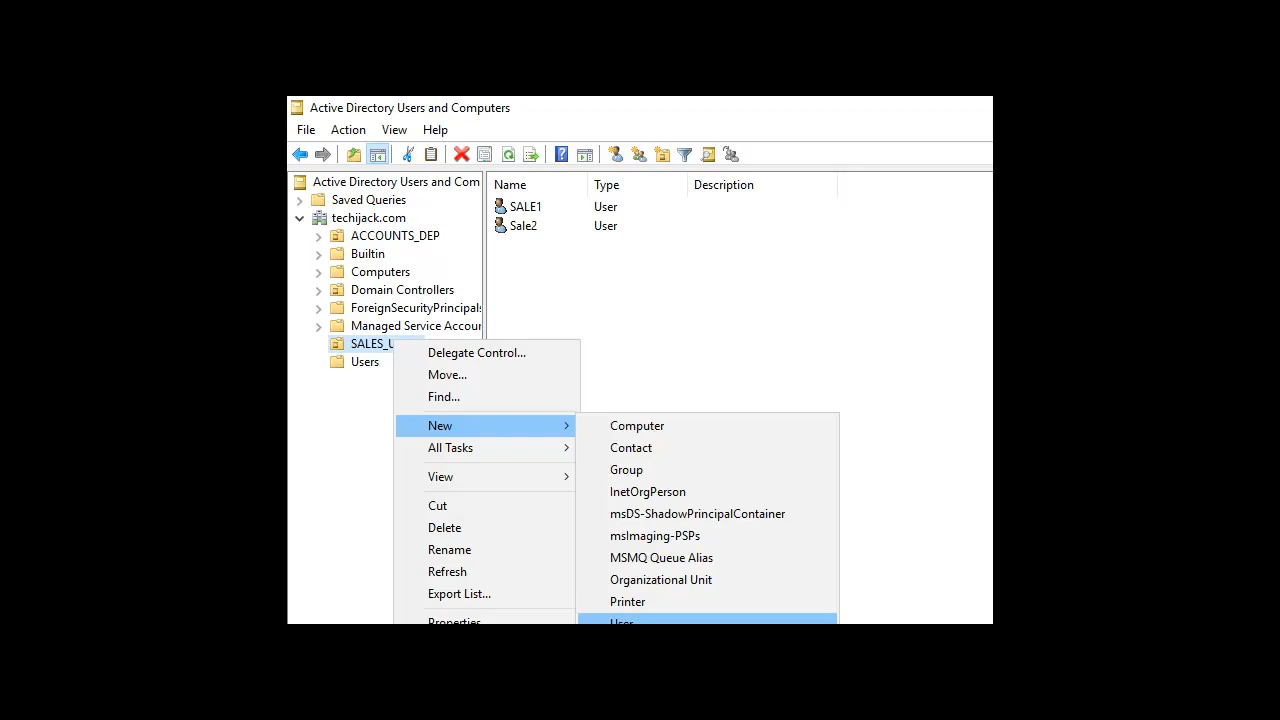 Active Directory Users and Computers
File Action View Help
Active Directory Users and Com
Saved Queries
techijack.com
ACCOUNTS_DEP
Builtin
Computers
Domain Controllers
ForeignSecurityPrincipals
Managed Service Accour
SALES_U
Users
Name Type Description
SALE1 User
Sale2 User
Delegate Control...
Move...
Find...
New
All Tasks
View
Cut
Delete
Rename
Refresh
Export List...
Properties
Computer
Contact
Group
InetOrgPerson
msDS-ShadowPrincipalContainer
msImaging-PSPs
MSMQ Queue Alias
Organizational Unit
Printer
User